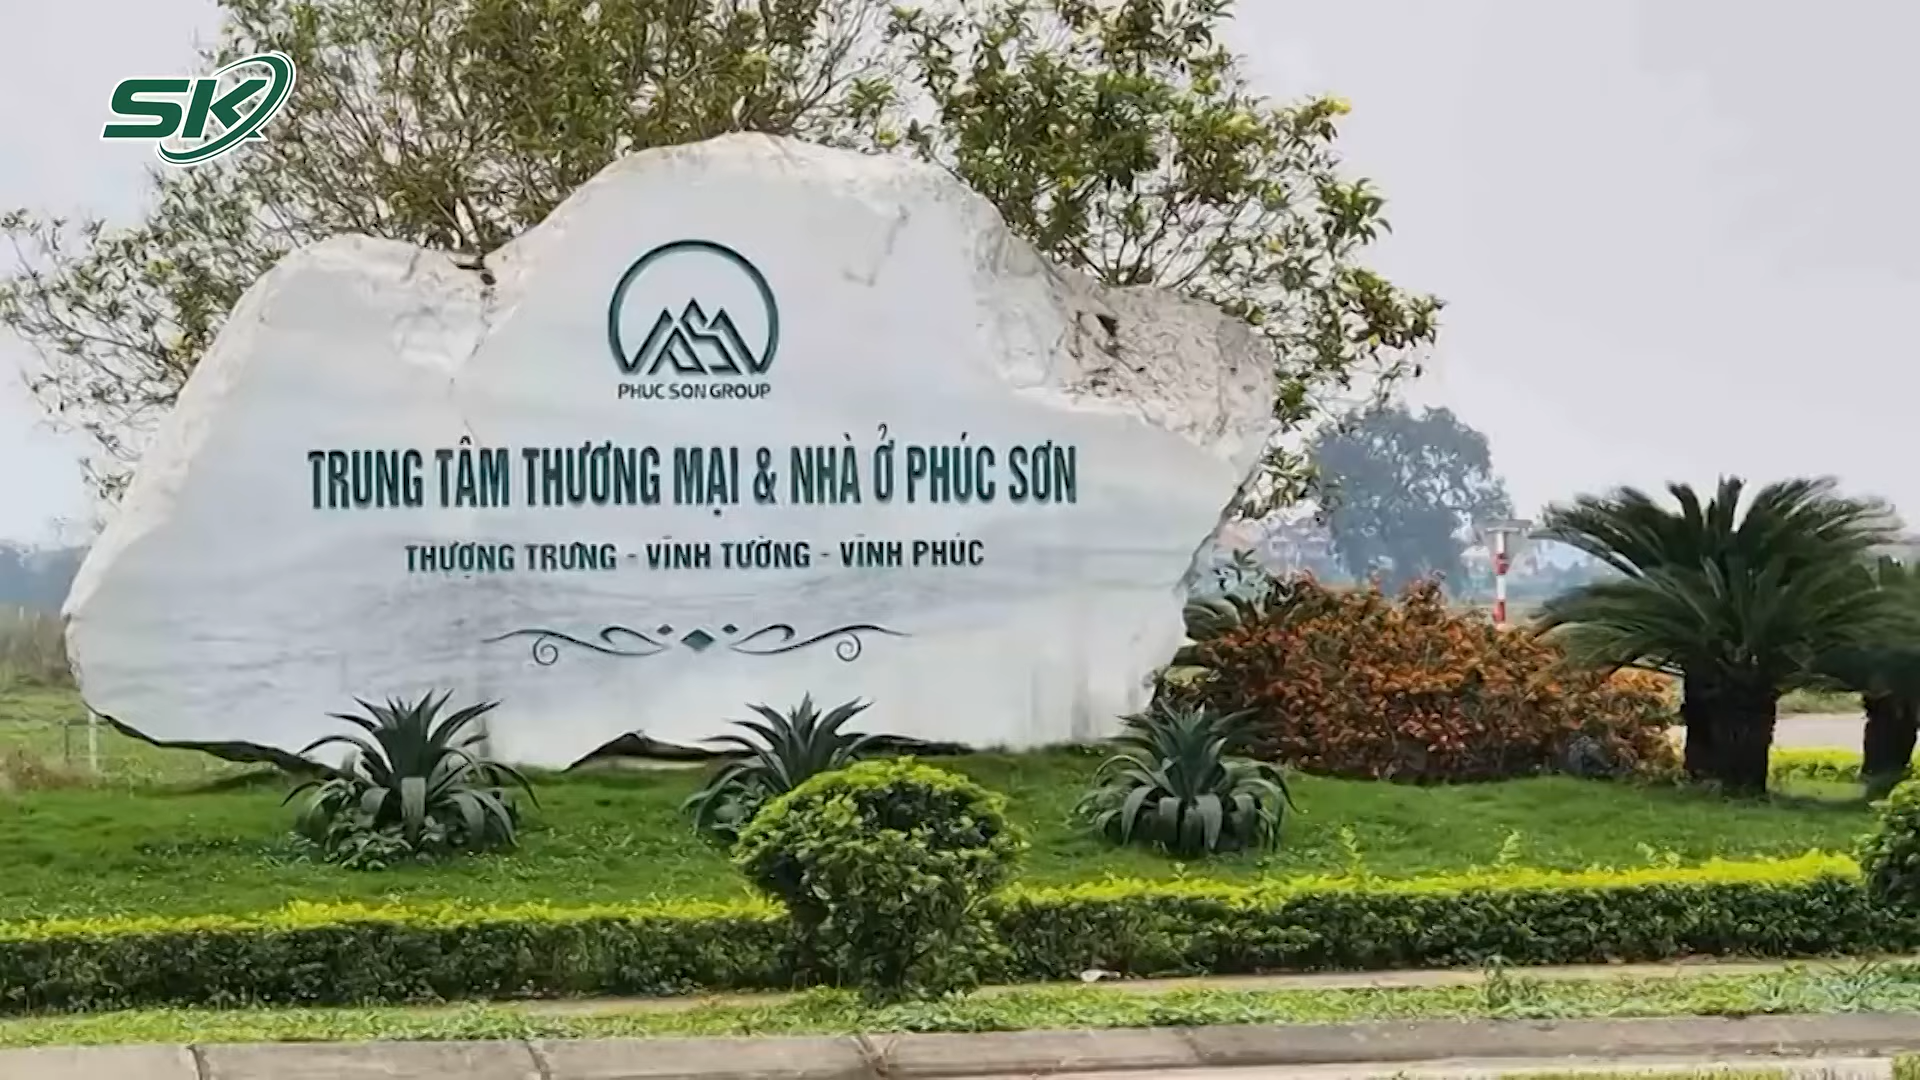 SK
PHUC SON GROUP
TRUNG TÂM THƯƠNG MẠI & NHÀ Ở PHÚC SƠN
THƯỢNG TRƯNG - VĨNH TƯỜNG - VĨNH PHÚC